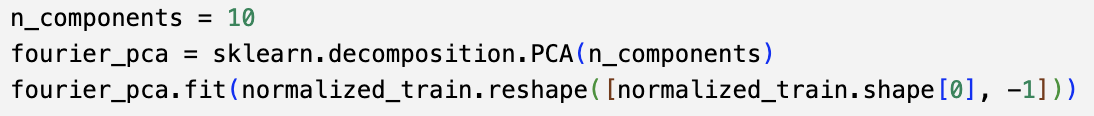 n_components = 10
fourier_pca = sklearn.decomposition.PCA(n_components)
fourier_pca.fit(normalized_train.reshape([normalized_train.shape[0], -1]))